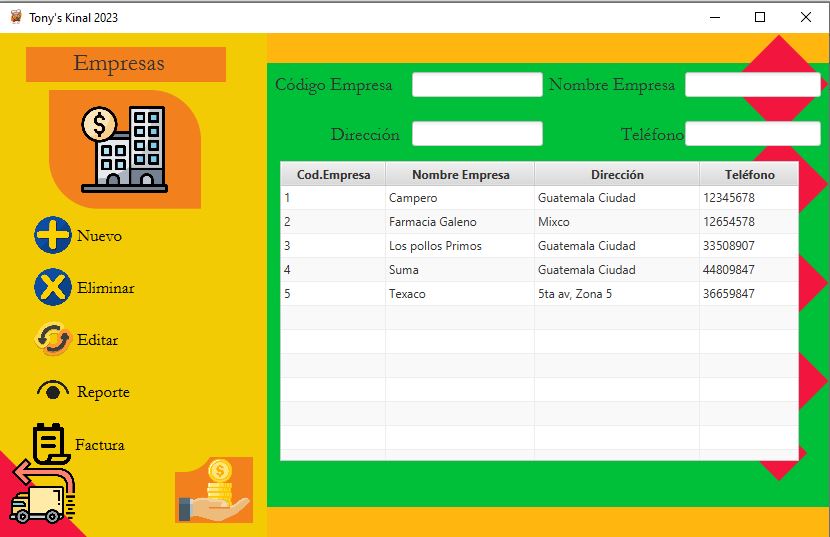 Tony's Kinal 2023
Empresas
$
Nuevo
Eliminar
Editar
Reporte
Factura
$
Código Empresa Nombre Empresa
Dirección Teléfono
Cod.Empresa Nombre Empresa Dirección Teléfono
1 Campero Guatemala Ciudad 12345678
2 Farmacia Galeno Mixco 12654578
3 Los pollos Primos Guatemala Ciudad 33508907
4 Suma Guatemala Ciudad 44809847
5 Texaco 5ta av, Zona 5 36659847